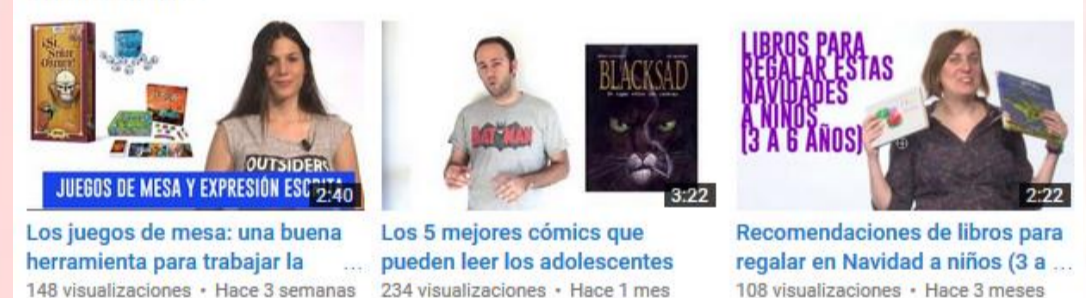 ¡Sí, Señor Oscuro!
OUTSIDERS
JUEGOS DE MESA Y EXPRESIÓN ESCRITA
2:40
Los juegos de mesa: una buena
herramienta para trabajar la ...
148 visualizaciones • Hace 3 semanas
BATMAN
BLACKSAD
3:22
Los 5 mejores cómics que
pueden leer los adolescentes
234 visualizaciones • Hace 1 mes
LIBROS PARA
REGALAR ESTAS
NAVIDADES
A NIÑOS
(3 A 6 AÑOS)
2:22
Recomendaciones de libros para
regalar en Navidad a niños (3 a ...
108 visualizaciones • Hace 3 meses